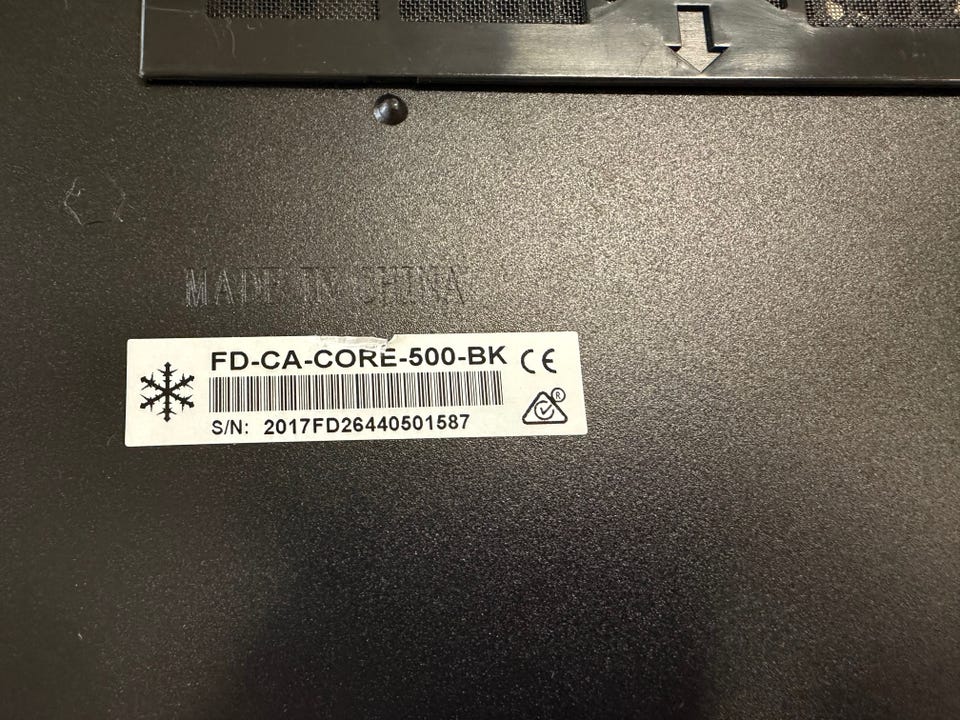 MADE IN CHINA
FD-CA-CORE-500-BK CE
S/N: 2017FD26440501587
®